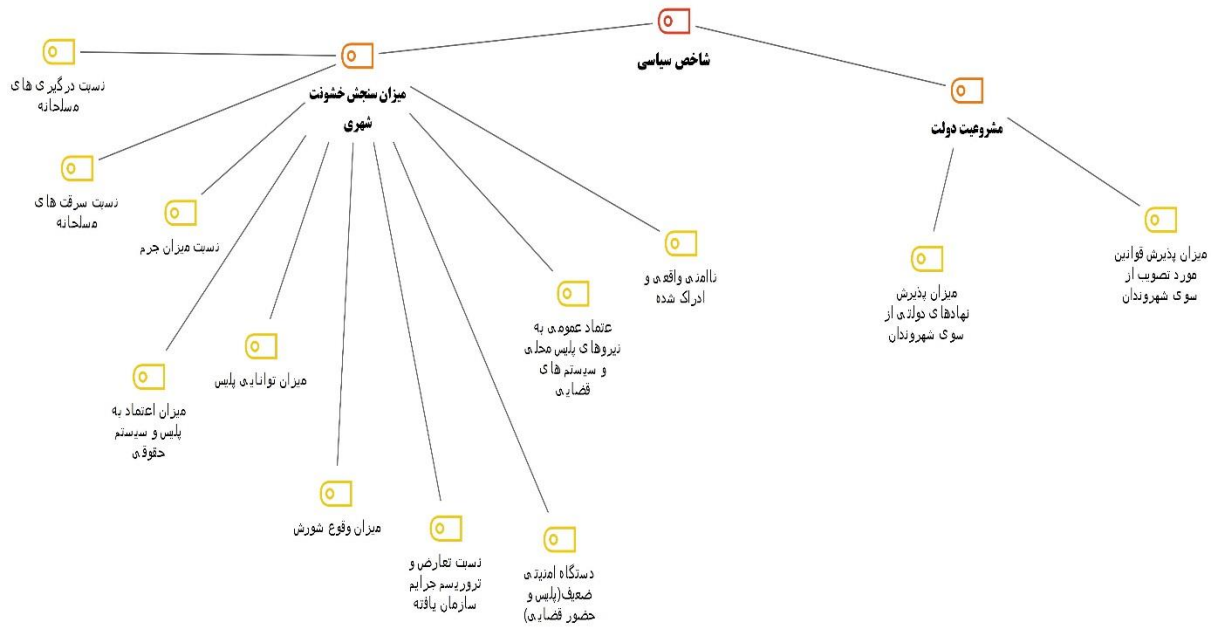 شاخص سیاسی
میزان سنجش خشونت
شهری
مشروعیت دولت
نسبت درگیری های
مسلحانه
نسبت سرقت های
مسلحانه
نسبت میزان جرم
میزان اعتماد به
پلیس و سیستم
حقوقی
میزان توانایی پلیس
میزان وقوع شورش
نسبت تعارض و
تروریسم جرایم
سازمان یافته
دستگاه امنیتی
ضعیف(پلیس و
حضور قضایی)
عتماد عمومی به
نیروهای پلیس محلی
و سیستم های
قضایی
ناامنی واقعی و
ادراک شده
میزان پذیرش
نهادهای دولتی از
سوی شهروندان
میزان پذیرش قوانین
مورد تصویب از
سوی شهروندان